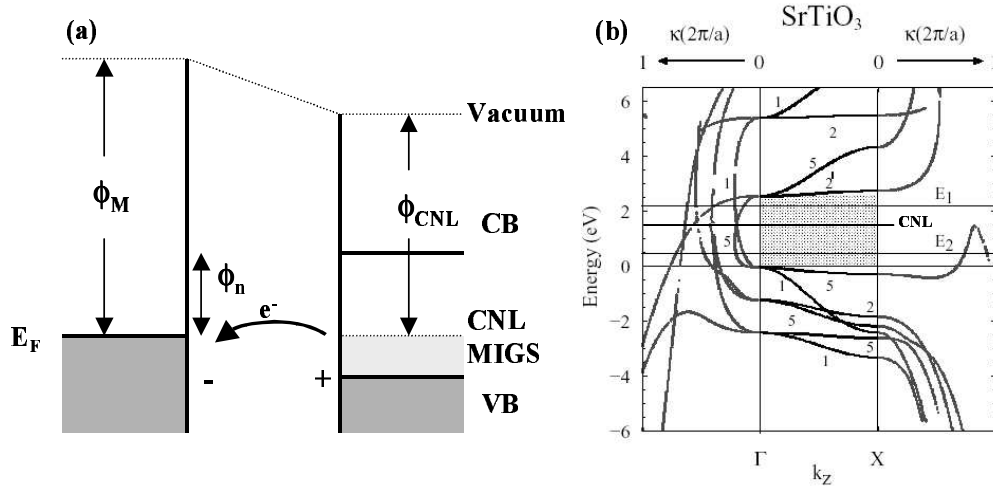 (a)
Vacuum
ϕM
ϕCNL
CB
ϕn
e-
CNL
EF
MIGS
-
+
VB
(b)
SrTiO3
κ(2π/a)
κ(2π/a)
1
0
0
1
6
4
2
0
−2
−4
−6
Energy (eV)
1
2
5
2
1
5
E1
CNL
E2
1
5
2
5
5
1
Γ
X
kZ